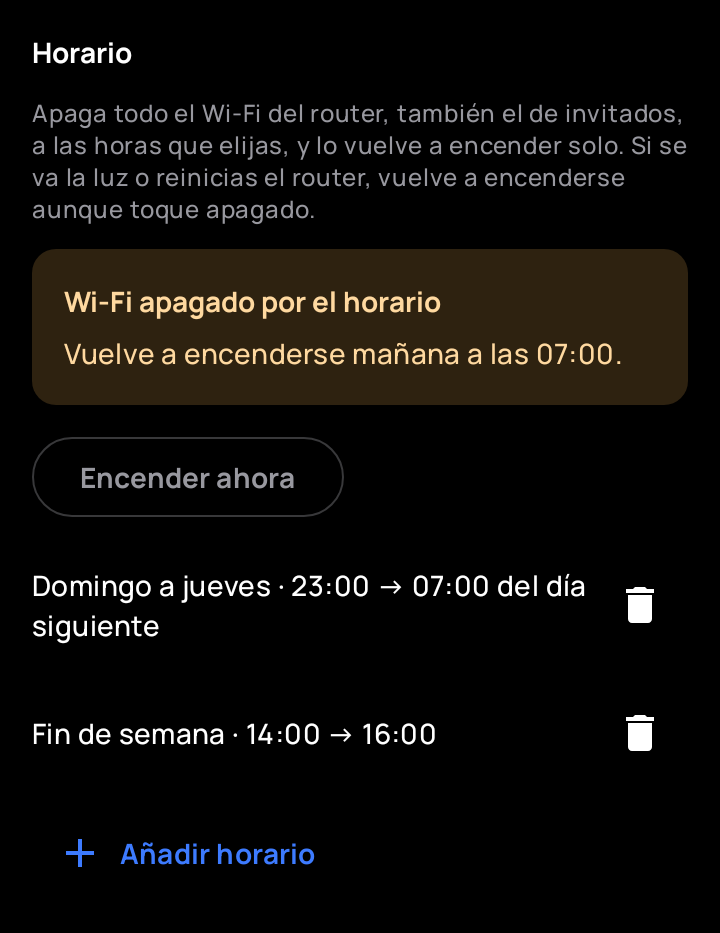 Horario
Apaga todo el Wi-Fi del router, también el de invitados,
a las horas que elijas, y lo vuelve a encender solo. Si se
va la luz o reinicias el router, vuelve a encenderse
aunque toque apagado.
Wi-Fi apagado por el horario
Vuelve a encenderse mañana a las 07:00.
Encender ahora
Domingo a jueves · 23:00 → 07:00 del día
siguiente
Fin de semana · 14:00 → 16:00
Añadir horario